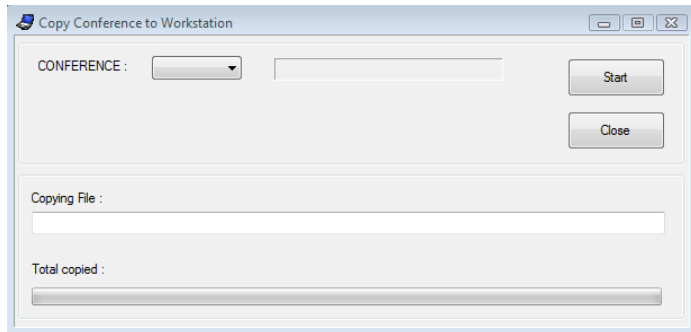 Copy Conference to Workstation
CONFERENCE :
Start
Close
Copying File :
Total copied :